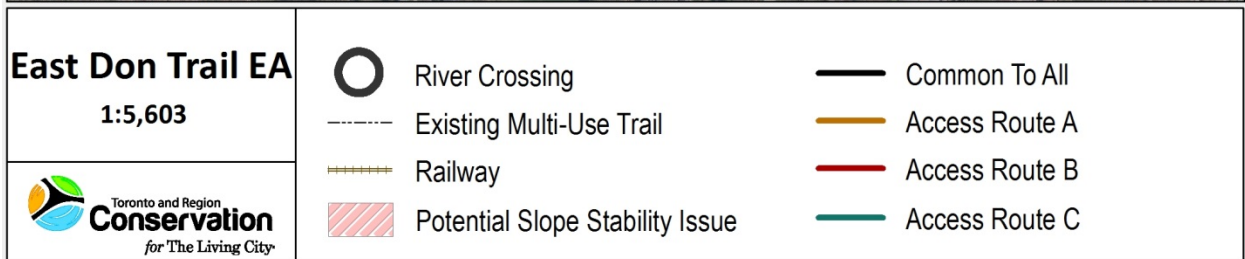 East Don Trail EA
1:5,603
Toronto and Region
Conservation
for The Living City
River Crossing
Existing Multi-Use Trail
Railway
Potential Slope Stability Issue
Common To All
Access Route A
Access Route B
Access Route C